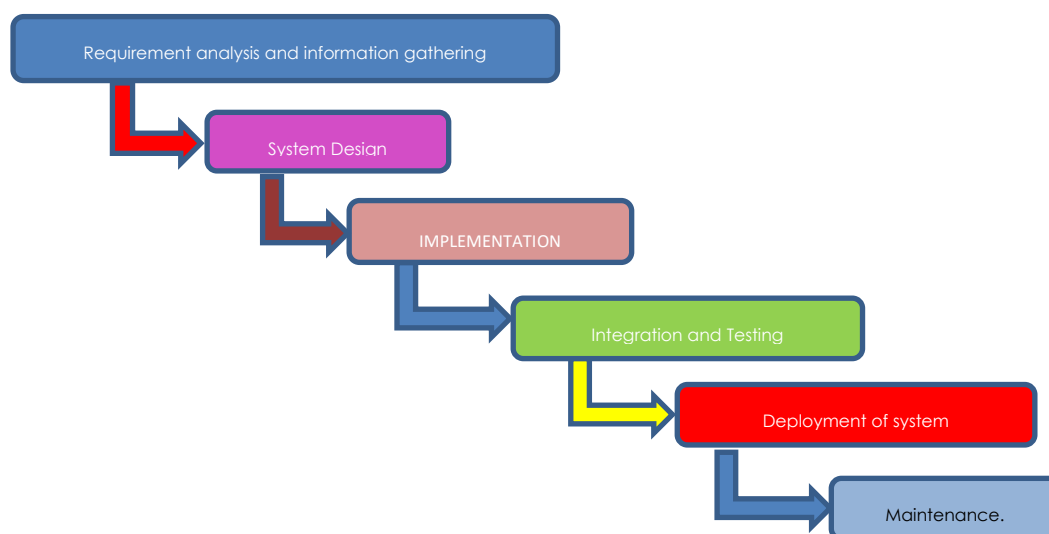 Requirement analysis and information gathering
System Design
IMPLEMENTATION
Integration and Testing
Deployment of system
Maintenance.